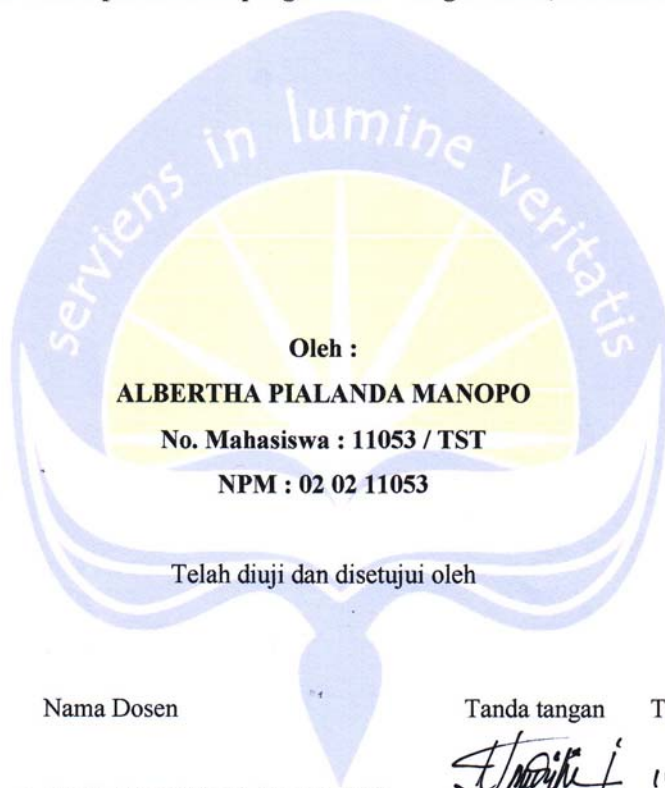 serviens in lumine veritatis
Oleh :
ALBERTHA PIALANDA MANOPO
No. Mahasiswa : 11053 / TST
NPM : 02 02 11053
Telah diuji dan disetujui oleh
Nama Dosen Tanda tangan